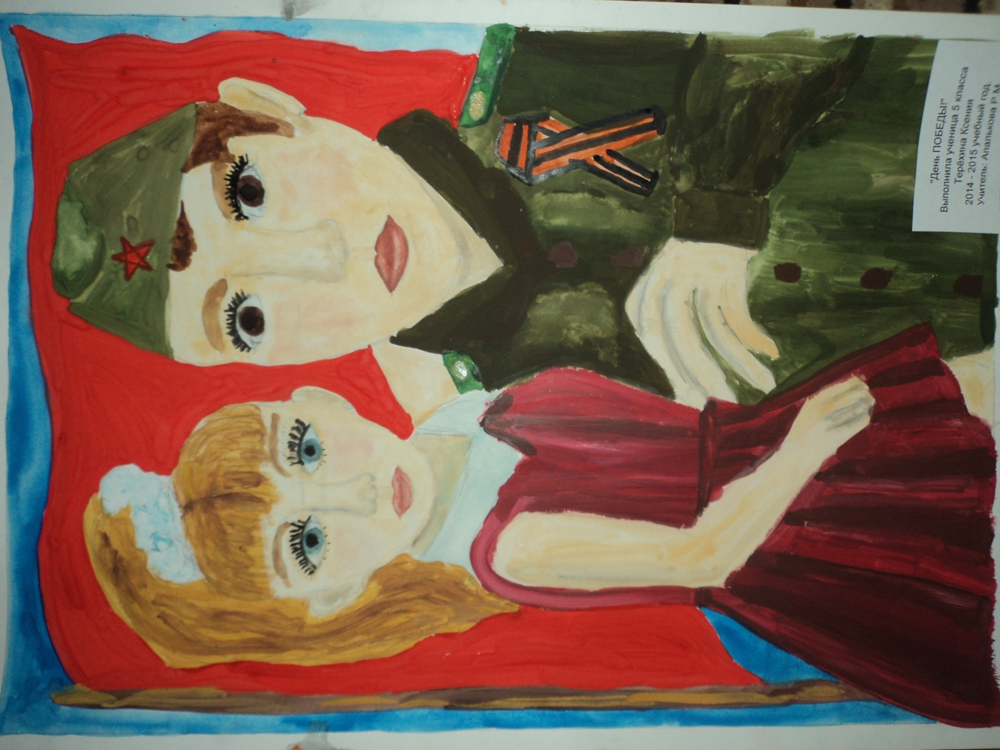 "День ПОБЕДЫ!"
Выполнила ученица 5 класса
Терёхина Ксения
2014 - 2015 учебный год.
Учитель: Апалькова Р.М